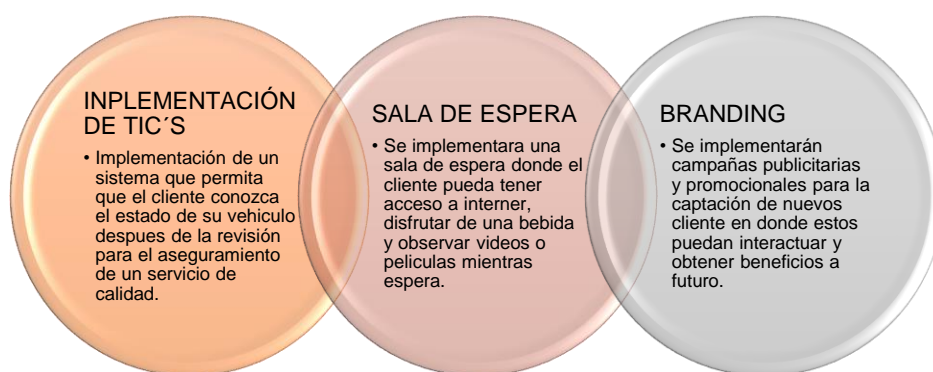 INPLEMENTACIÓN
DE TIC´S
• Implementación de un
sistema que permita
que el cliente conozca
el estado de su vehiculo
despues de la revisión
para el aseguramiento
de un servicio de
calidad.
SALA DE ESPERA
• Se implementara una
sala de espera donde el
cliente pueda tener
acceso a interner,
disfrutar de una bebida
y observar videos o
peliculas mientras
espera.
BRANDING
• Se implementarán
campañas publicitarias
y promocionales para la
captación de nuevos
cliente en donde estos
puedan interactuar y
obtener beneficios a
futuro.